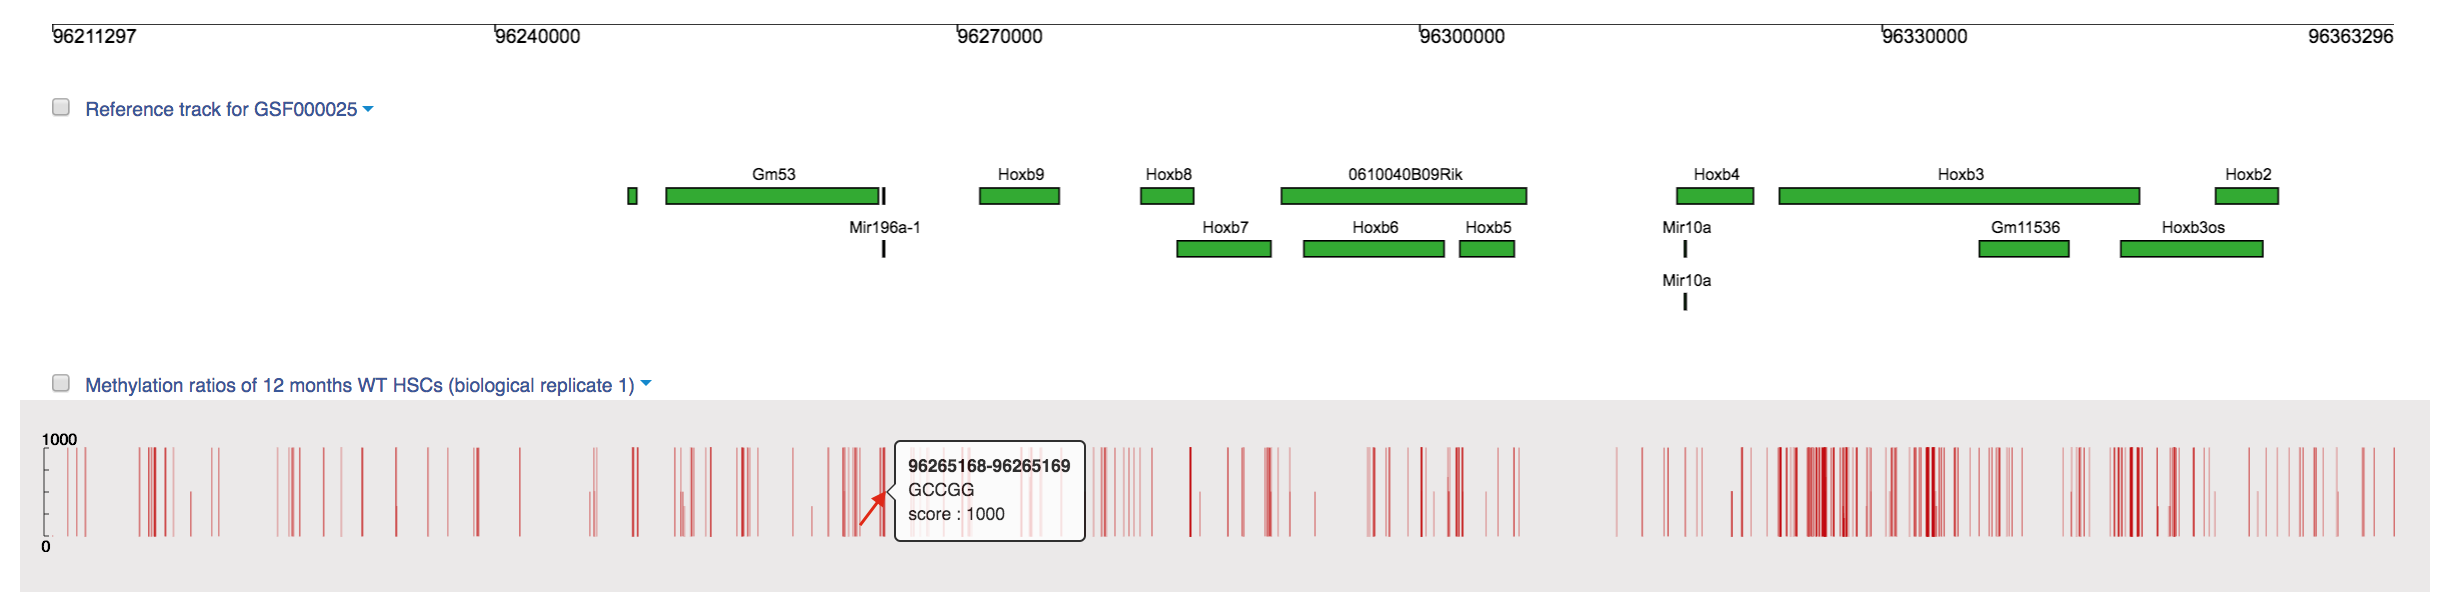 96211297 96240000 96270000 96300000 96330000 96363296
Reference track for GSF000025
Gm53 Hoxb9 Hoxb8 0610040B09Rik Hoxb4 Hoxb3 Hoxb2
Mir196a-1 Hoxb7 Hoxb6 Hoxb5 Mir10a Gm11536 Hoxb3os
Mir10a
Methylation ratios of 12 months WT HSCs (biological replicate 1)
1000
96265168-96265169
GCCGG
score : 1000
0